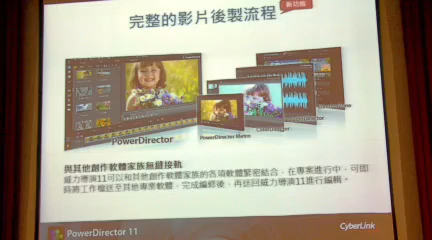 完整的影片後製流程
新功能
PowerDirector
PowerDirector Mobile
與其他創作軟體家族無縫接軌
威力導演11可以和其他創作軟體家族的各項軟體緊密結合，在專案進行中，可即
時將工作檔送至其他專業軟體，完成編修後，再送回威力導演11進行編輯。
PowerDirector 11
CyberLink